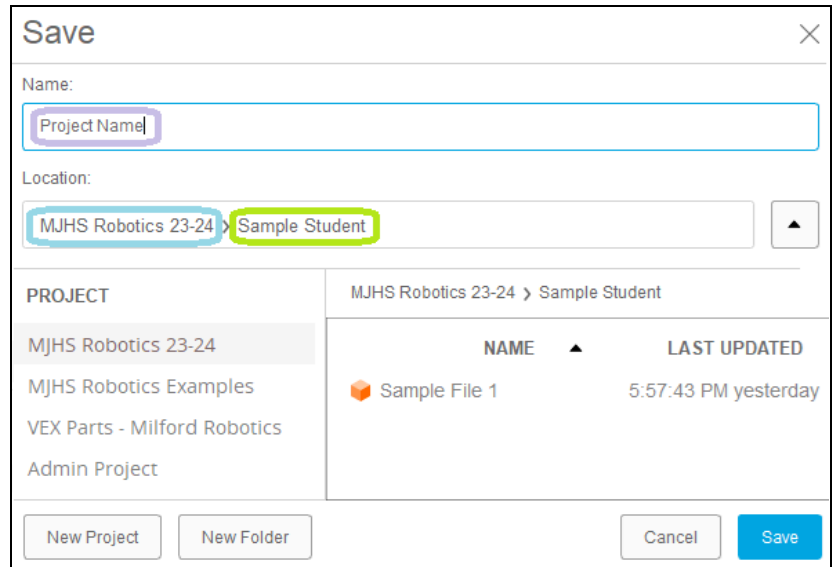 Save
Name:
Project Name
Location:
MJHS Robotics 23-24 > Sample Student
PROJECT
MJHS Robotics 23-24
MJHS Robotics Examples
VEX Parts - Milford Robotics
Admin Project
MJHS Robotics 23-24 > Sample Student
NAME LAST UPDATED
Sample File 1 5:57:43 PM yesterday
New Project New Folder Cancel Save